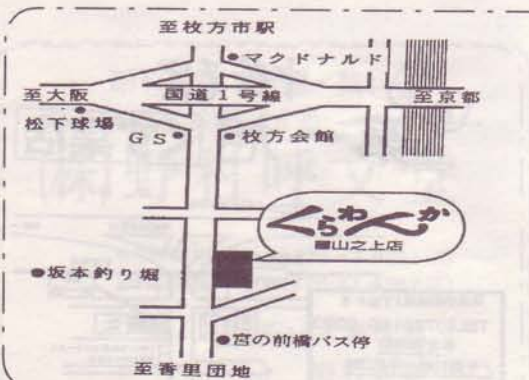 至枚方市駅
マクドナルド
至大阪
国道1号線
至京都
松下球場
GS
枚方会館
くらわんか
山之上店
坂本釣り堀
宮の前橋バス停
至香里団地